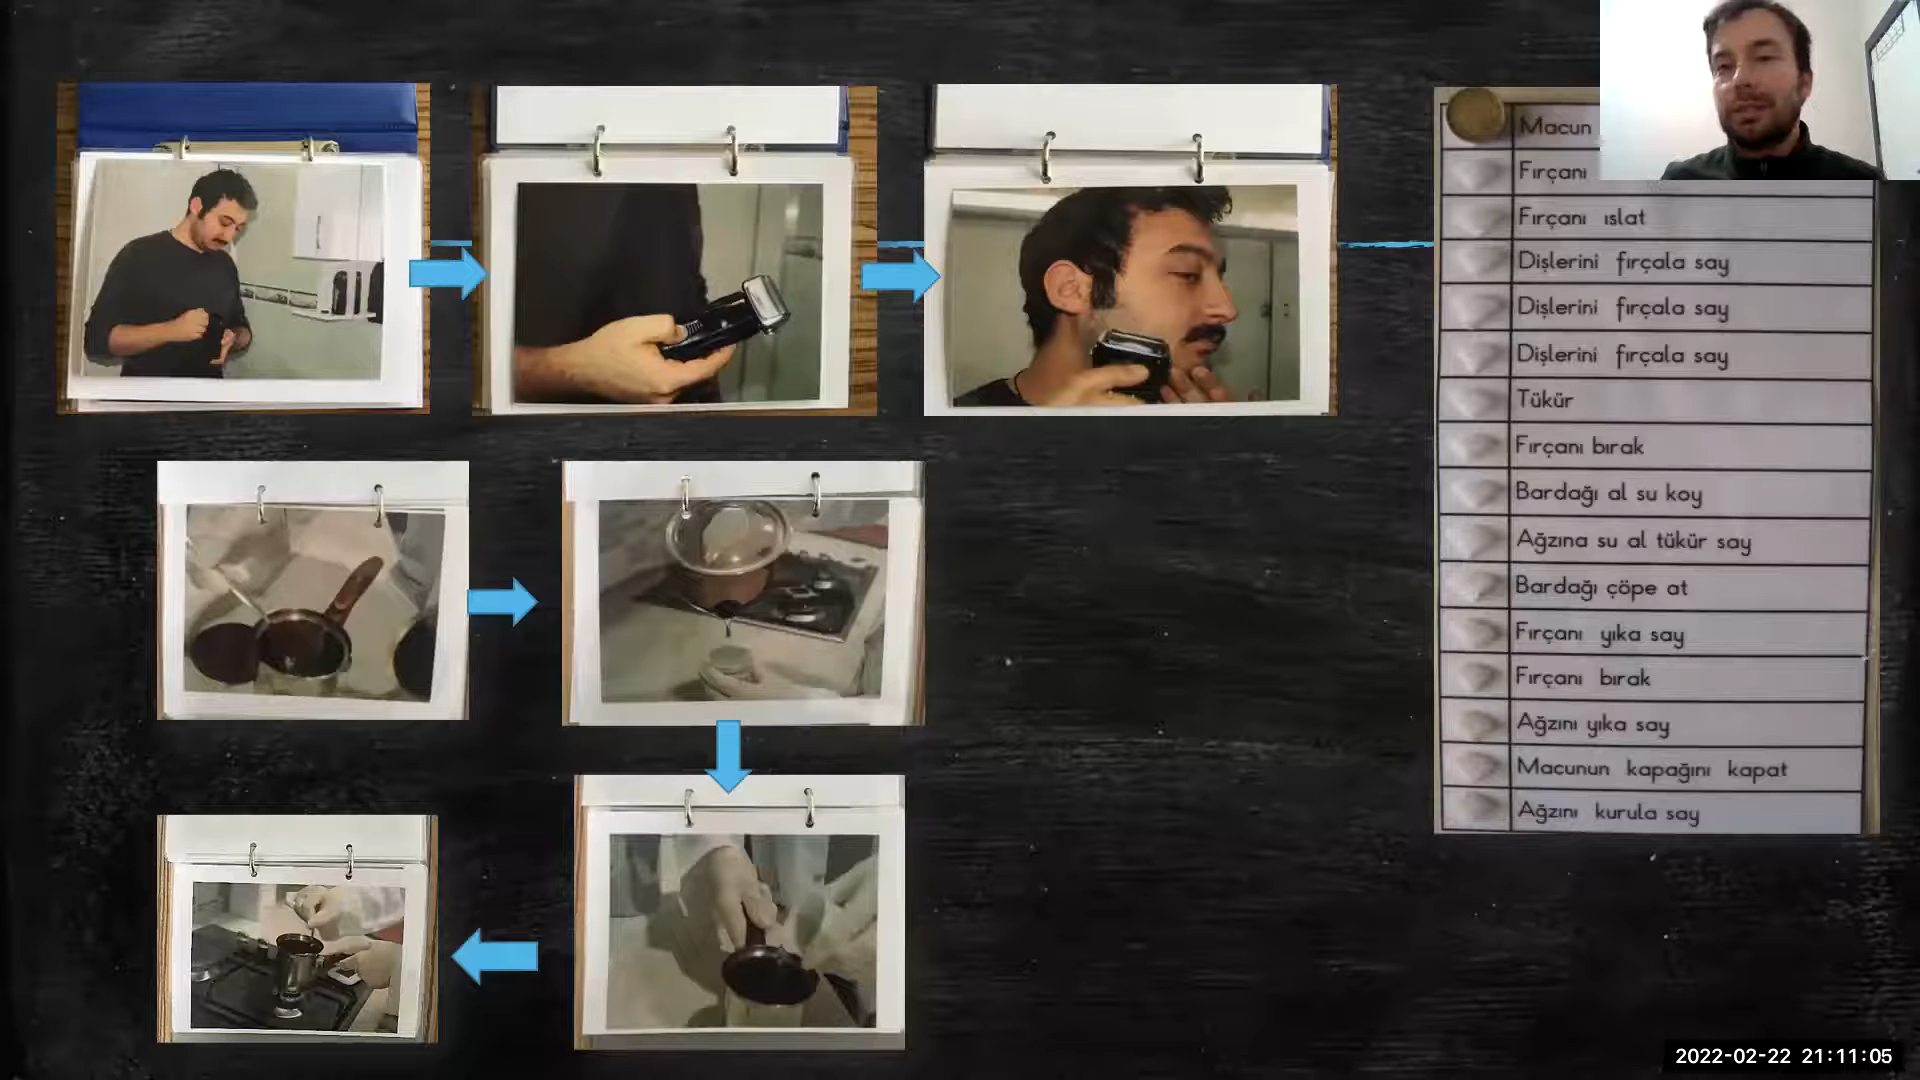 Macun
Fırçanı
Fırçanı ıslat
Dişlerini fırçala say
Dişlerini fırçala say
Dişlerini fırçala say
Tükür
Fırçanı bırak
Bardağı al su koy
Ağzına su al tükür say
Bardağı çöpe at
Fırçanı yıka say
Fırçanı bırak
Ağzını yıka say
Macunun kapağını kapat
Ağzını kurula say
2022-02-22 21:11:05